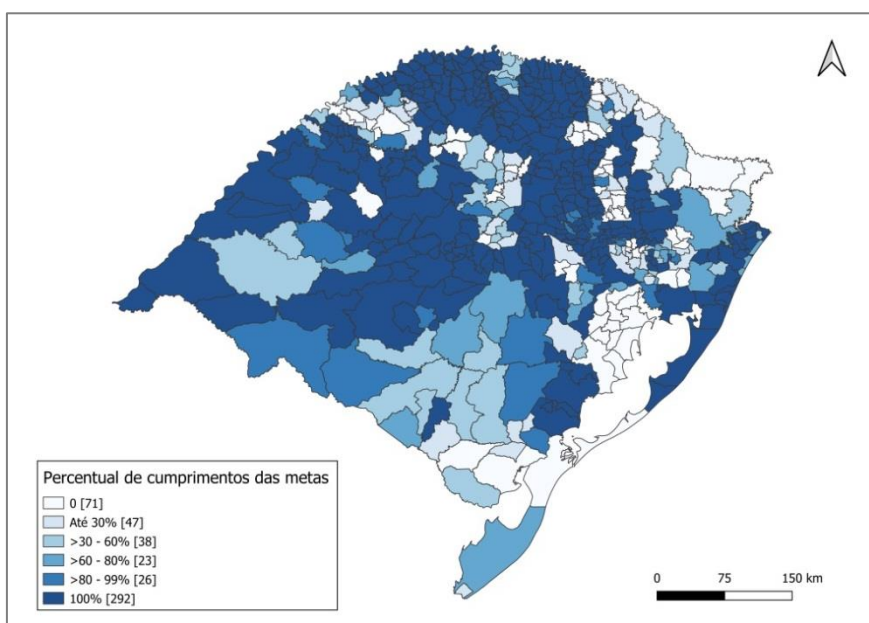 Percentual de cumprimentos das metas
0 [71]
Até 30% [47]
>30 - 60% [38]
>60 - 80% [23]
>80 - 99% [26]
100% [292]
0 75 150 km